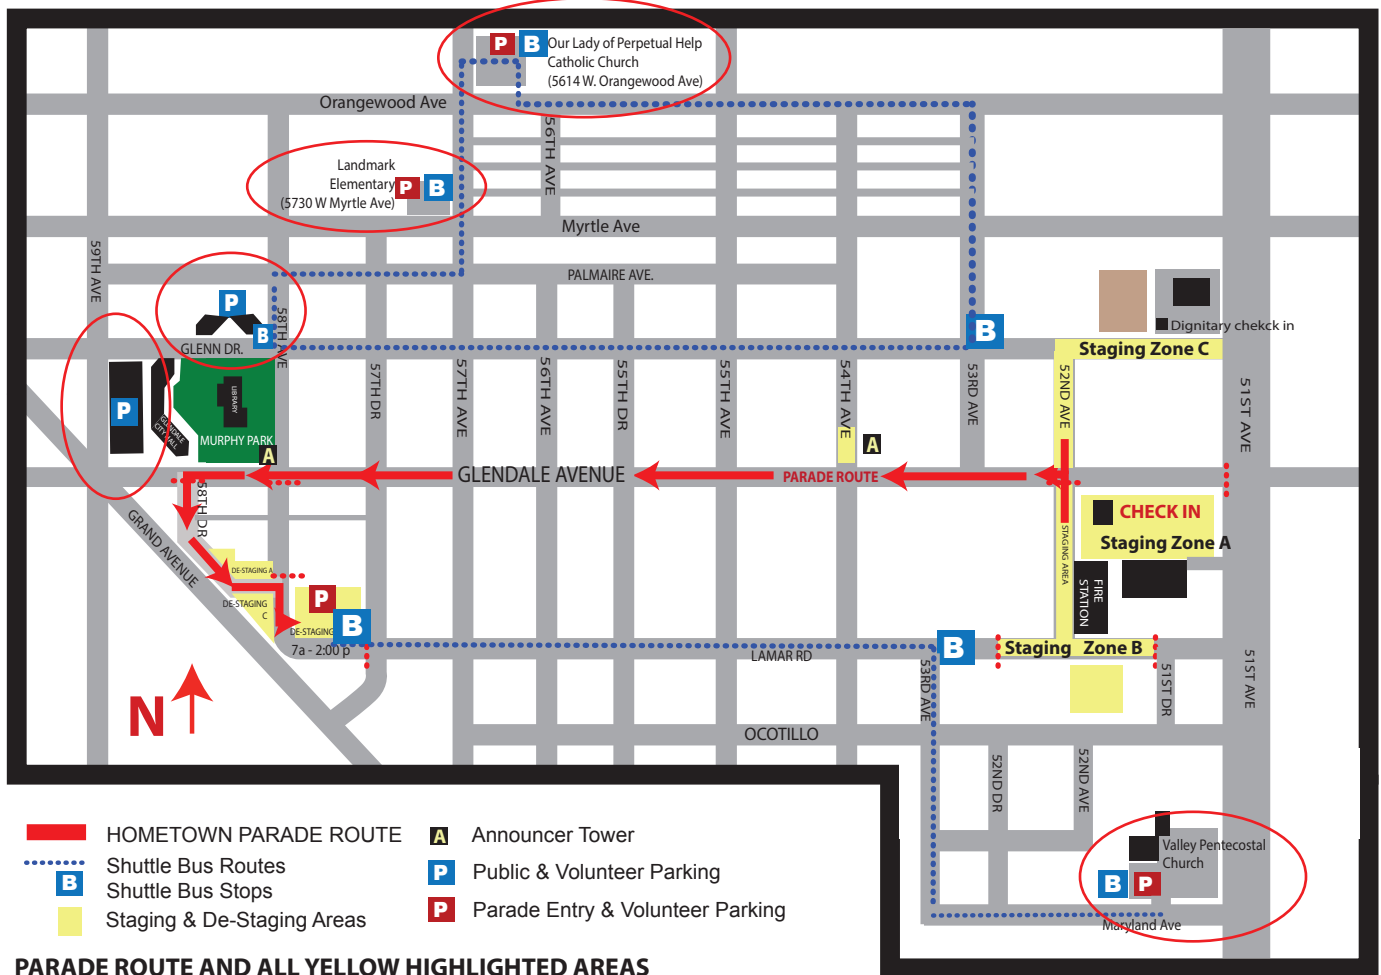 P
B
Our Lady of Perpetual Help
Catholic Church
(5614 W. Orangewood Ave)
Orangewood Ave
56TH AVE
Landmark
Elementary
(5730 W Myrtle Ave)
P
B
Myrtle Ave
59TH AVE
PALMAIRE AVE.
P
B
58TH AVE
GLENN DR.
B
Dignitary chekck in
Staging Zone C
P
LIBRARY
GLENDALE
CITY HALL
MURPHY PARK
A
57TH DR
57TH AVE
56TH AVE
55TH DR
55TH AVE
54TH AVE
A
53RD AVE
52ND AVE
51ST AVE
GLENDALE AVENUE
PARADE ROUTE
58TH DR
GRAND AVENUE
CHECK IN
Staging Zone A
STAGING AREA
FIRE
STATION
DE-STAGING A
DE-STAGING
C
P
DE-STAGING
B
7a - 2:00 p
LAMAR RD
B
Staging Zone B
53RD AVE
51ST DR
51ST AVE
N
OCOTILLO
52ND DR
52ND AVE
Valley Pentecostal
Church
B
P
Maryland Ave
HOMETOWN PARADE ROUTE
Shuttle Bus Routes
B
Shuttle Bus Stops
Staging & De-Staging Areas
A
Announcer Tower
P
Public & Volunteer Parking
P
Parade Entry & Volunteer Parking
PARADE ROUTE AND ALL YELLOW HIGHLIGHTED AREAS